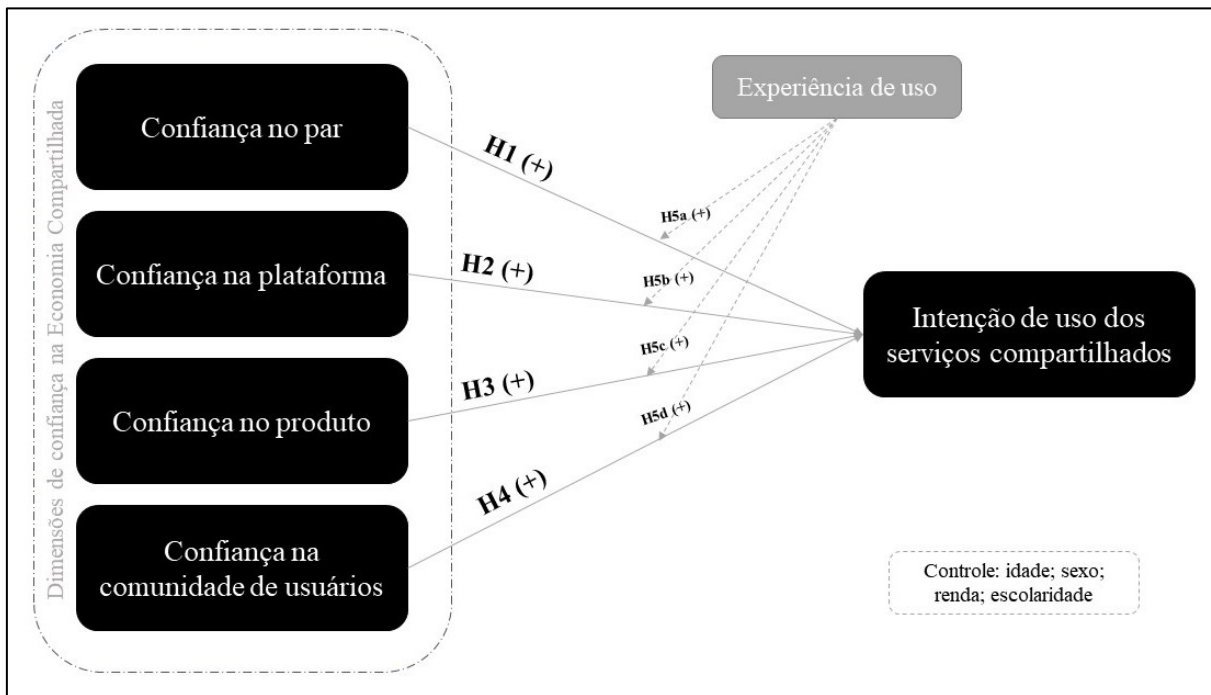 Dimensões de confiança na Economia Compartilhada
Confiança no par
Confiança na plataforma
Confiança no produto
Confiança na
comunidade de usuários
H1 (+)
H2 (+)
H3 (+)
H4 (+)
Experiência de uso
H5a (+)
H5b (+)
H5c (+)
H5d (+)
Intenção de uso dos
serviços compartilhados
Controle: idade; sexo;
renda; escolaridade